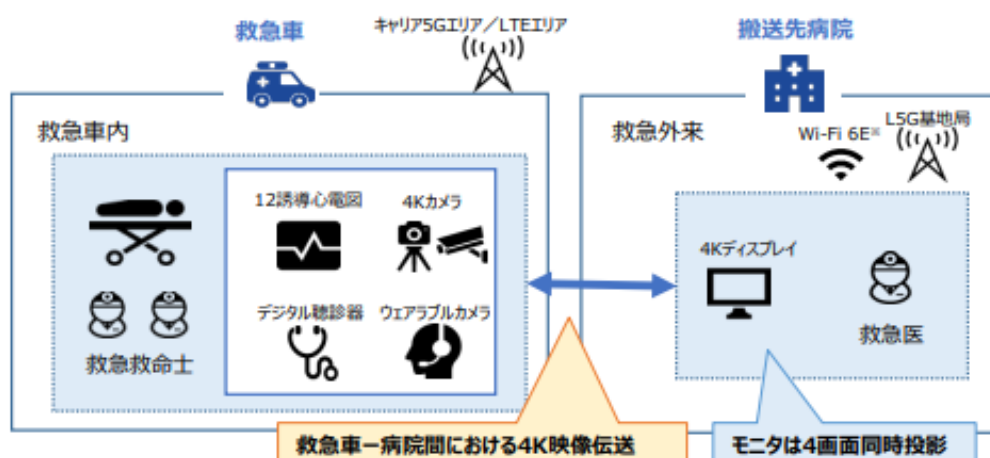 救急車
キャリア5Gエリア/LTEエリア
搬送先病院
救急車内
救急外来
Wi-Fi 6E※
L5G基地局
12誘導心電図
4Kカメラ
4Kディスプレイ
デジタル聴診器
ウェアラブルカメラ
救急救命士
救急医
救急車ー病院間における4K映像伝送
モニタは4画面同時投影